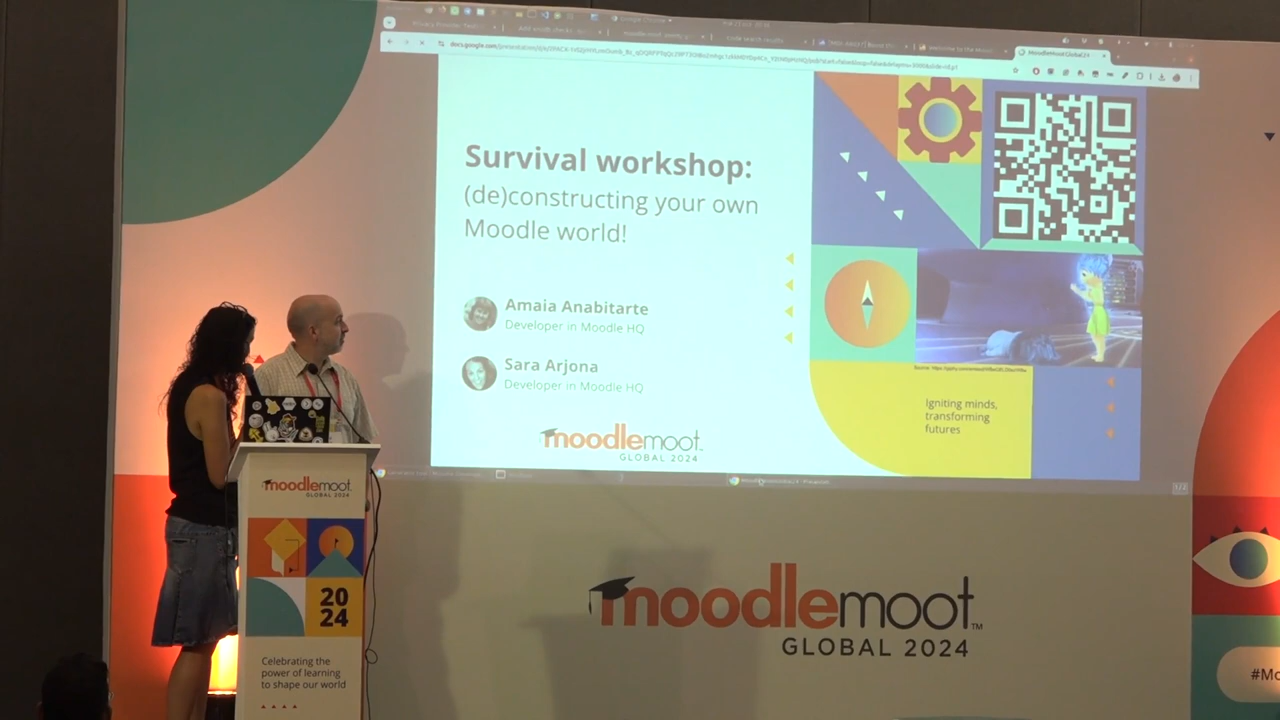 Survival workshop:
(de)constructing your own
Moodle world!
Amaia Anabitarte
Developer in Moodle HQ
Sara Arjona
Developer in Moodle HQ
moodlemoot
GLOBAL 2024
Igniting minds,
transforming
futures
moodlemoot
GLOBAL 2024
20
24
Celebrating the
power of learning
to shape our world
moodlemoot™
GLOBAL 2024
#Mo